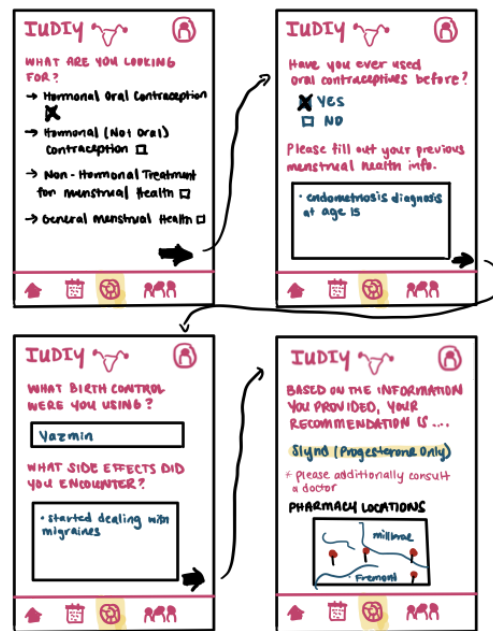 IUDIY
WHAT ARE YOU LOOKING
FOR?
→ Hormonal Oral Contraception
→ Hormonal (Not Oral)
contraception
→ Non-Hormonal Treatment
for menstrual Health
→ General menstrual Health
IUDIY
Have you ever used
oral contraceptives before?
YES
NO
Please fill out your previous
menstrual health info.
• endometriosis diagnosis
at age 15
IUDIY
WHAT BIRTH CONTROL
WERE YOU USING?
Yazmin
WHAT SIDE EFFECTS DID
YOU ENCOUNTER?
• started dealing with
migraines
IUDIY
BASED ON THE INFORMATION
YOU PROVIDED, YOUR
RECOMMENDATION IS ....
Slynd (Progesterone Only)
+ please additionally consult
a doctor
PHARMACY LOCATIONS
millbrae
Fremont